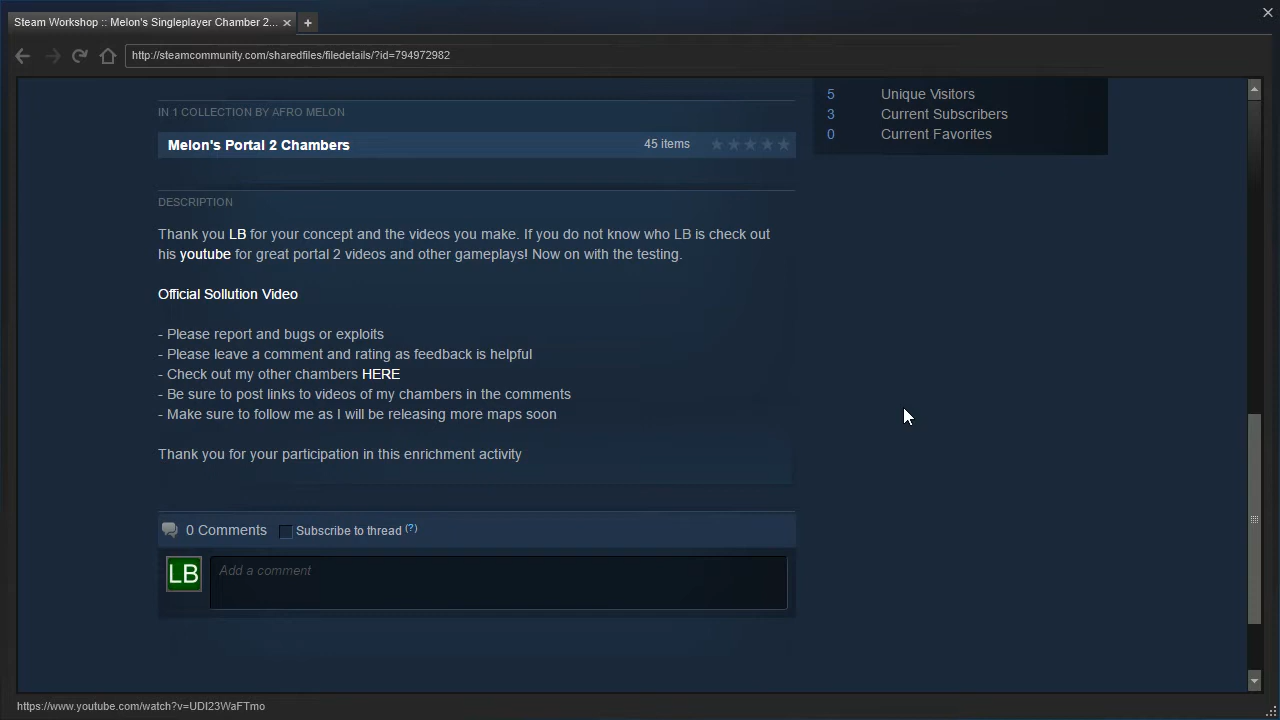 Steam Workshop :: Melon's Singleplayer Chamber 2...
http://steamcommunity.com/sharedfiles/filedetails/?id=794972982
IN 1 COLLECTION BY AFRO MELON
Melon's Portal 2 Chambers 45 items
5 Unique Visitors
3 Current Subscribers
0 Current Favorites
DESCRIPTION
Thank you LB for your concept and the videos you make. If you do not know who LB is check out
his youtube for great portal 2 videos and other gameplays! Now on with the testing.
Official Sollution Video
- Please report and bugs or exploits
- Please leave a comment and rating as feedback is helpful
- Check out my other chambers HERE
- Be sure to post links to videos of my chambers in the comments
- Make sure to follow me as I will be releasing more maps soon
Thank you for your participation in this enrichment activity
0 Comments Subscribe to thread (?)
LB Add a comment
https://www.youtube.com/watch?v=UDI23WaFTmo